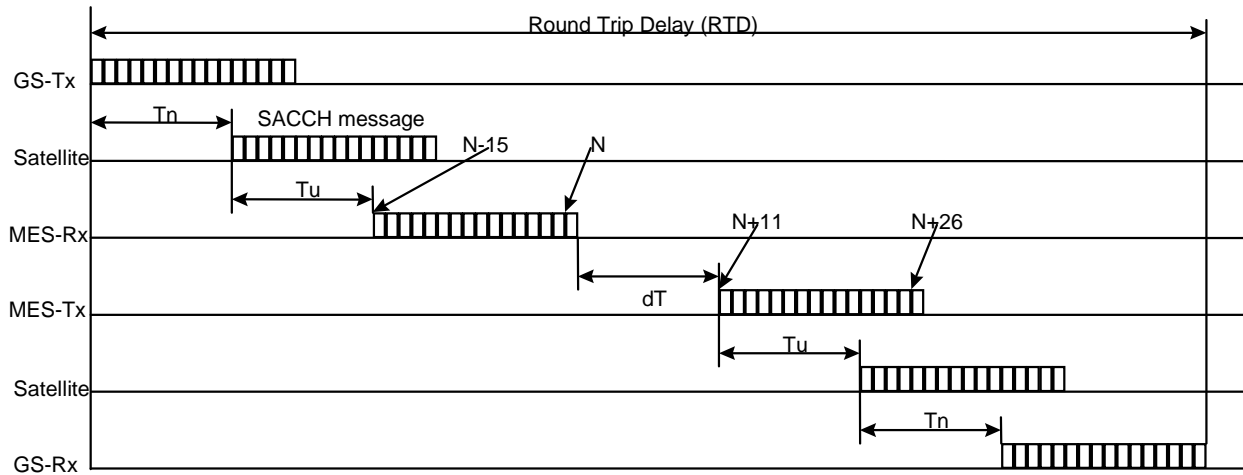 Round Trip Delay (RTD)
GS-Tx
Tn
SACCH message
Satellite
N-15
N
Tu
MES-Rx
N+11
N+26
dT
MES-Tx
Tu
Satellite
Tn
GS-Rx